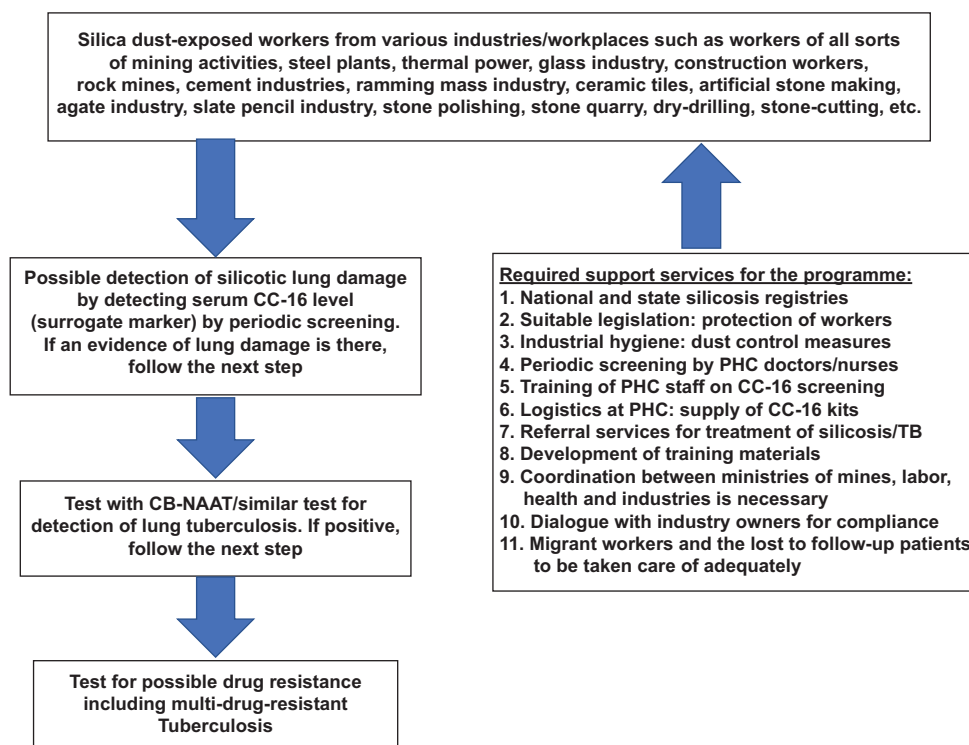 Silica dust-exposed workers from various industries/workplaces such as workers of all sorts
of mining activities, steel plants, thermal power, glass industry, construction workers,
rock mines, cement industries, ramming mass industry, ceramic tiles, artificial stone making,
agate industry, slate pencil industry, stone polishing, stone quarry, dry-drilling, stone-cutting, etc.
Possible detection of silicotic lung damage
by detecting serum CC-16 level
(surrogate marker) by periodic screening.
If an evidence of lung damage is there,
follow the next step
Test with CB-NAAT/similar test for
detection of lung tuberculosis. If positive,
follow the next step
Test for possible drug resistance
including multi-drug-resistant
Tuberculosis
Required support services for the programme:
1. National and state silicosis registries
2. Suitable legislation: protection of workers
3. Industrial hygiene: dust control measures
4. Periodic screening by PHC doctors/nurses
5. Training of PHC staff on CC-16 screening
6. Logistics at PHC: supply of CC-16 kits
7. Referral services for treatment of silicosis/TB
8. Development of training materials
9. Coordination between ministries of mines, labor,
health and industries is necessary
10. Dialogue with industry owners for compliance
11. Migrant workers and the lost to follow-up patients
to be taken care of adequately